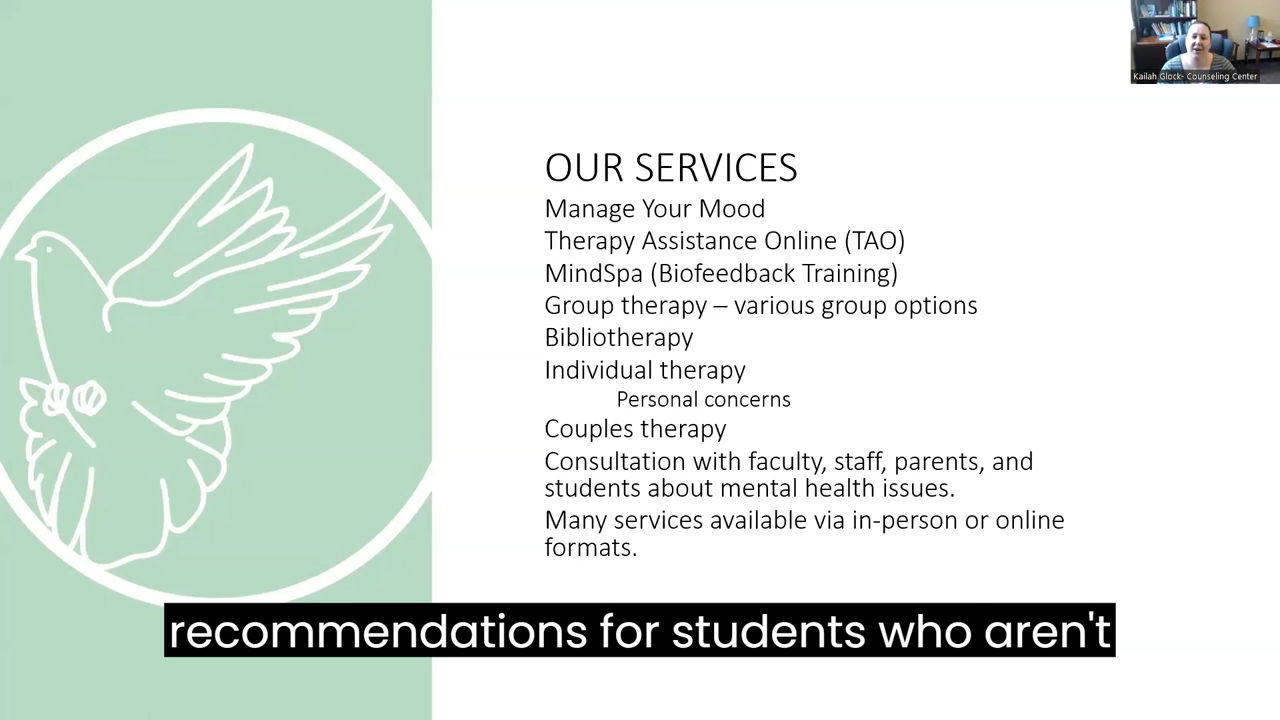 Kailah Glock- Counseling Center
OUR SERVICES
Manage Your Mood
Therapy Assistance Online (TAO)
MindSpa (Biofeedback Training)
Group therapy – various group options
Bibliotherapy
Individual therapy
Personal concerns
Couples therapy
Consultation with faculty, staff, parents, and
students about mental health issues.
Many services available via in-person or online
formats.
recommendations for students who aren't